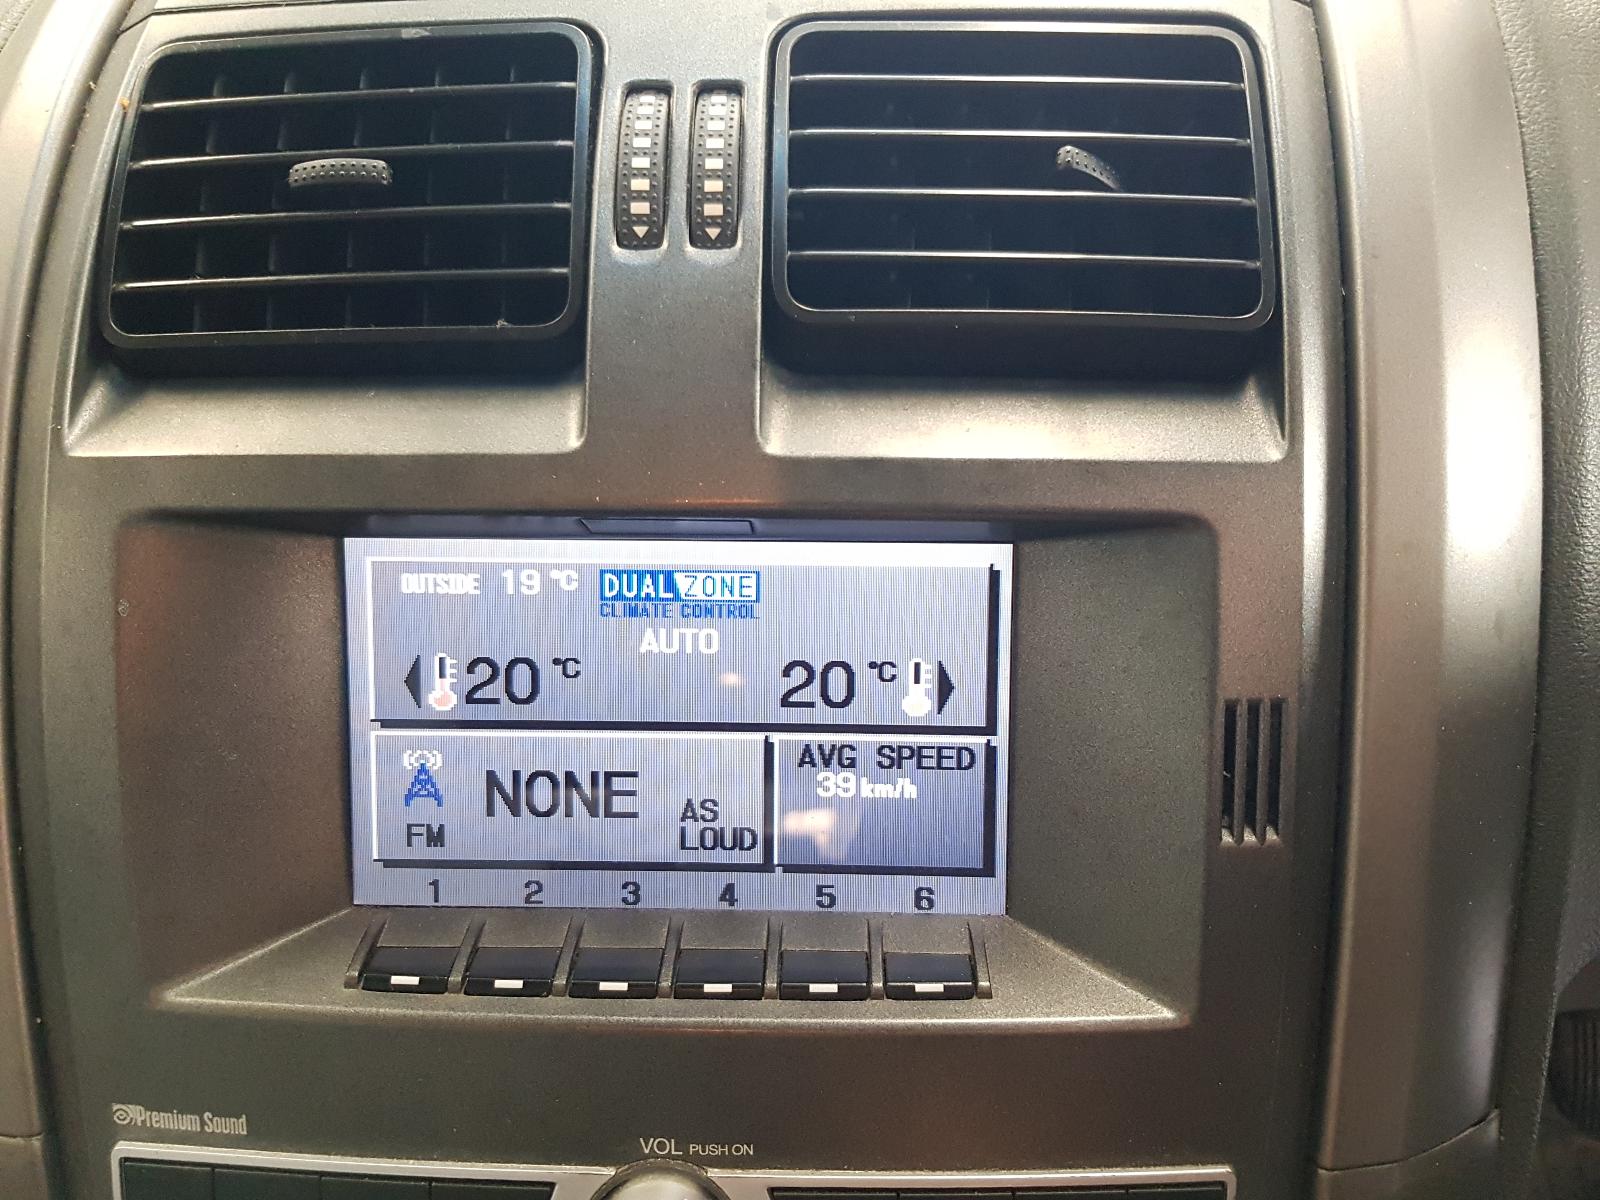 OUTSIDE 19 °C DUAL ZONE
CLIMATE CONTROL
AUTO
20 °C 20 °C
AVG SPEED
39 km/h
NONE
AS
FM LOUD
1 2 3 4 5 6
Premium Sound
VOL PUSH ON